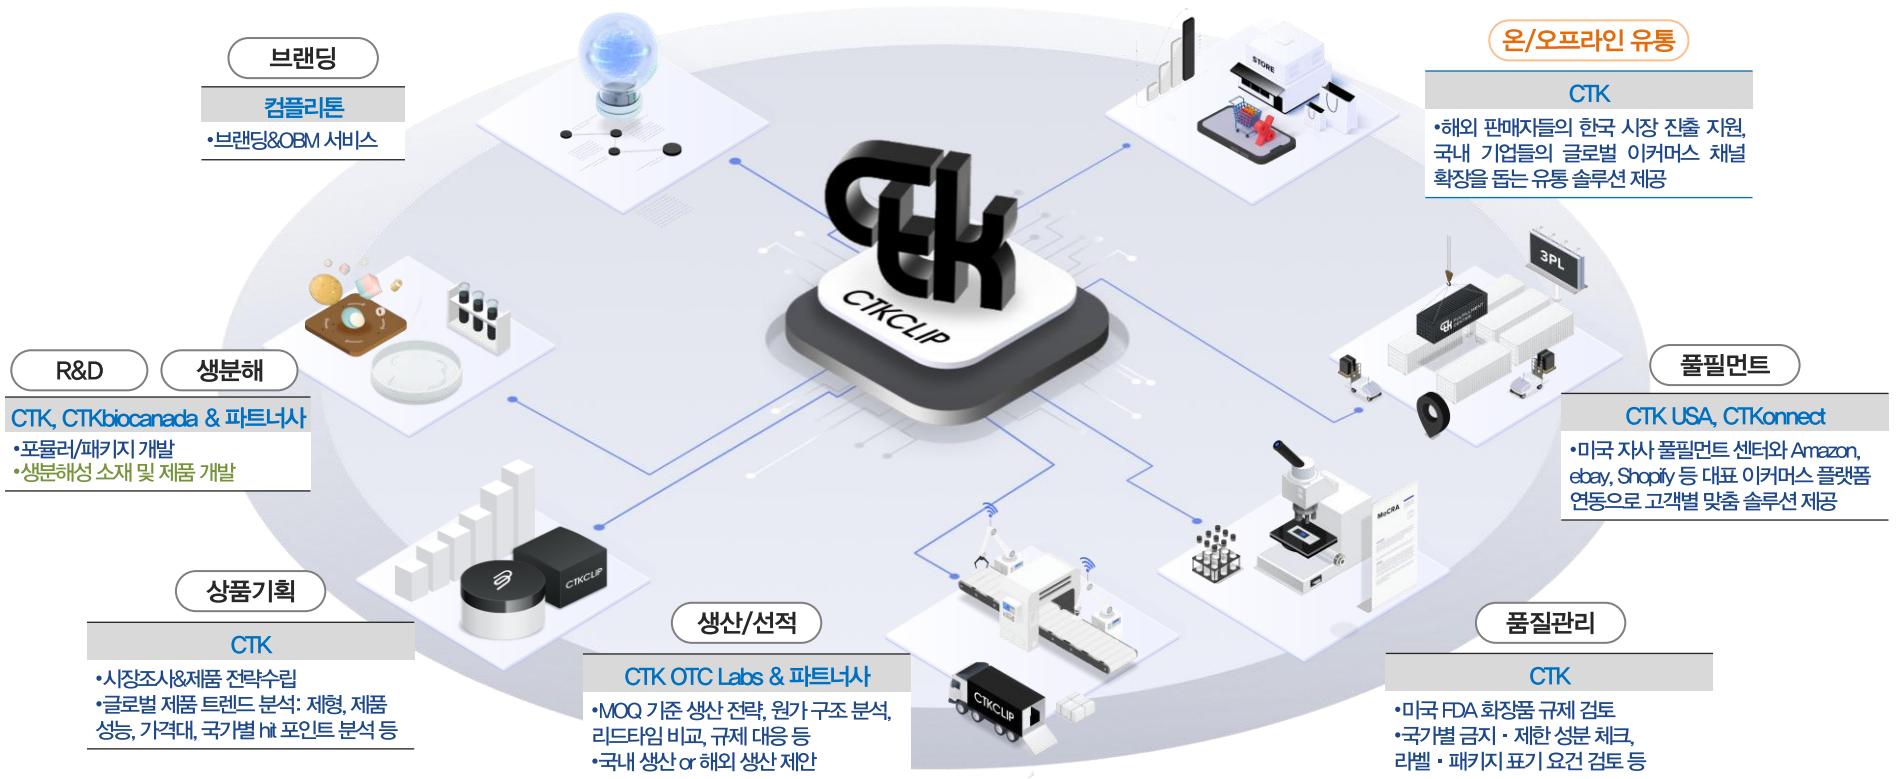 브랜딩
컴플리톤
•브랜딩&OBM 서비스
온/오프라인 유통
CTK
•해외 판매자들의 한국 시장 진출 지원,
국내 기업들의 글로벌 이커머스 채널
확장을 돕는 유통 솔루션 제공
STORE
%
CTK
CTKCLIP
3PL
CTK FULFILLMENT
CENTER
R&D
생분해
CTK, CTKbiocanada & 파트너사
•포뮬러/패키지 개발
•생분해성 소재 및 제품 개발
풀필먼트
CTK USA, CTKonnect
•미국 자사 풀필먼트 센터와 Amazon,
ebay, Shopify 등 대표 이커머스 플랫폼
연동으로 고객별 맞춤 솔루션 제공
MoCRA
CTKCLIP
상품기획
CTK
•시장조사&제품 전략수립
•글로벌 제품 트렌드 분석: 제형, 제품
성능, 가격대, 국가별 hit 포인트 분석 등
생산/선적
CTK OTC Labs & 파트너사
•MOQ 기준 생산 전략, 원가 구조 분석,
리드타임 비교, 규제 대응 등
•국내 생산 or 해외 생산 제안
CTKCLIP
품질관리
CTK
•미국 FDA 화장품 규제 검토
•국가별 금지・제한 성분 체크,
라벨・패키지 표기 요건 검토 등